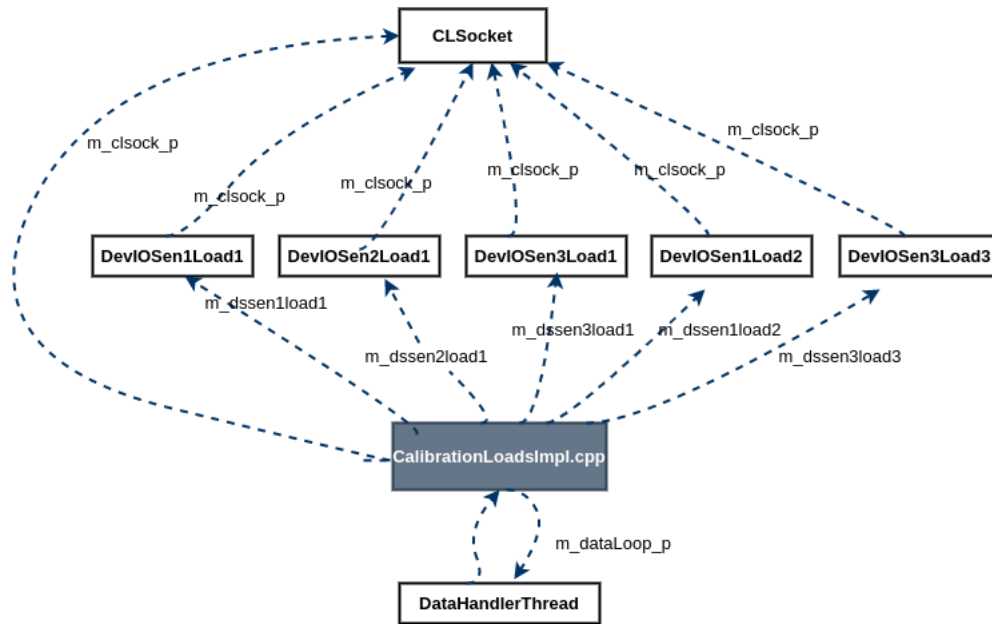 CLSocket
m_clsock_p
m_clsock_p
m_clsock_p
m_clsock_p
m_clsock_p
m_clsock_p
DevIOSen1Load1
DevIOSen2Load1
DevIOSen3Load1
DevIOSen1Load2
DevIOSen3Load3
m_dssen1load1
m_dssen2load1
m_dssen3load1
m_dssen1load2
m_dssen3load3
CalibrationLoadsImpl.cpp
m_dataLoop_p
DataHandlerThread